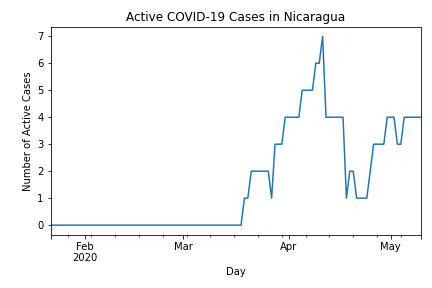 Active COVID-19 Cases in Nicaragua
Number of Active Cases
7
6
5
4
3
2
1
0
Feb Mar Apr May
2020
Day